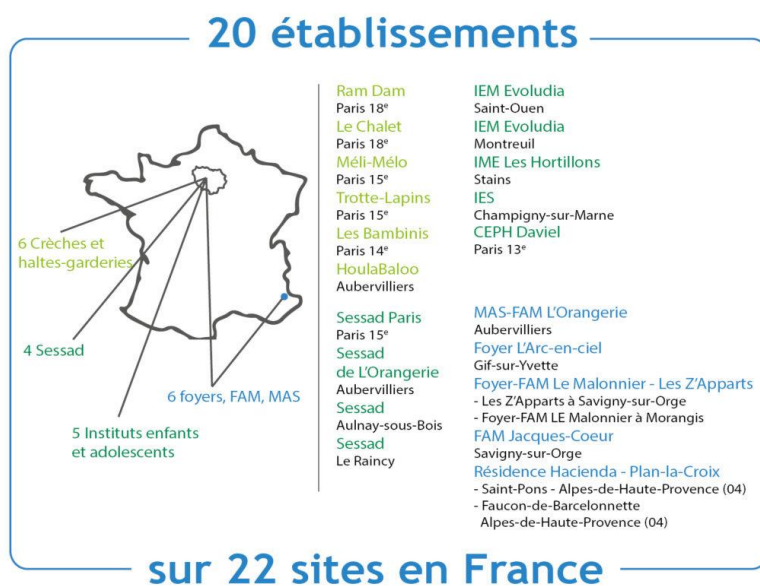 20 établissements
6 Crèches et
haltes-garderies
4 Sessad
5 Instituts enfants
et adolescents
6 foyers, FAM, MAS
Ram Dam
Paris 18e
Le Chalet
Paris 18e
Méli-Mélo
Paris 15e
Trotte-Lapins
Paris 15e
Les Bambinis
Paris 14e
HoulaBaloo
Aubervilliers
Sessad Paris
Paris 15e
Sessad
de L'Orangerie
Aubervilliers
Sessad
Aulnay-sous-Bois
Sessad
Le Raincy
IEM Evoludia
Saint-Ouen
IEM Evoludia
Montreuil
IME Les Hortillons
Stains
IES
Champigny-sur-Marne
CEPH Daviel
Paris 13e
MAS-FAM L'Orangerie
Aubervilliers
Foyer L'Arc-en-ciel
Gif-sur-Yvette
Foyer-FAM Le Malonnier - Les Z'Apparts
- Les Z'Apparts à Savigny-sur-Orge
- Foyer-FAM LE Malonnier à Morangis
FAM Jacques-Coeur
Savigny-sur-Orge
Résidence Hacienda - Plan-la-Croix
- Saint-Pons - Alpes-de-Haute-Provence (04)
- Faucon-de-Barcelonnette
Alpes-de-Haute-Provence (04)
sur 22 sites en France